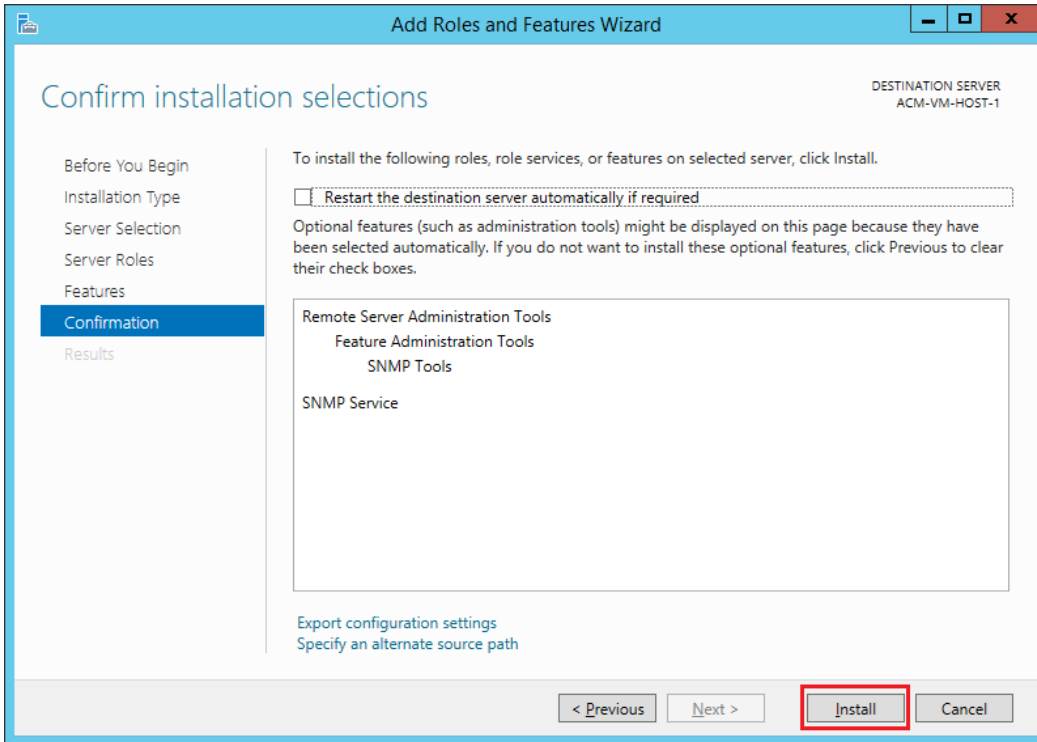 Add Roles and Features Wizard
Confirm installation selections
DESTINATION SERVER
ACM-VM-HOST-1
Before You Begin
Installation Type
Server Selection
Server Roles
Features
Confirmation
Results
To install the following roles, role services, or features on selected server, click Install.
Restart the destination server automatically if required
Optional features (such as administration tools) might be displayed on this page because they have
been selected automatically. If you do not want to install these optional features, click Previous to clear
their check boxes.
Remote Server Administration Tools
Feature Administration Tools
SNMP Tools
SNMP Service
Export configuration settings
Specify an alternate source path
< Previous
Next >
Install
Cancel